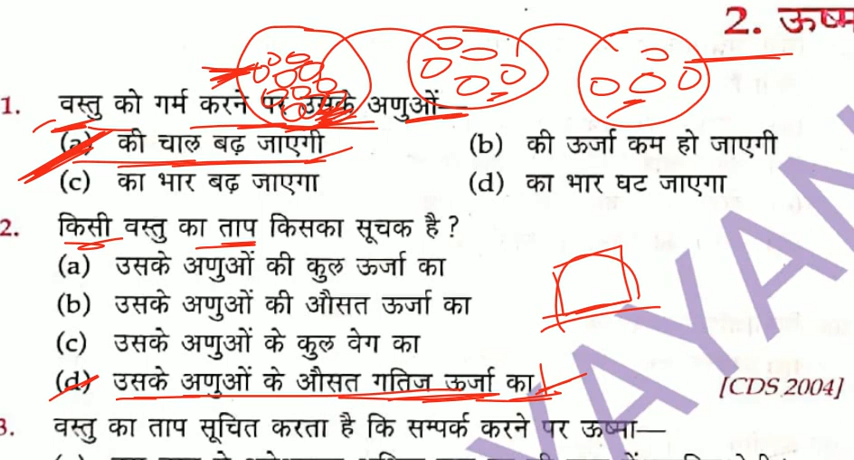 2. ऊष्म
1. वस्तु को गर्म करने पर उसके अणुओं—
(a) की चाल बढ़ जाएगी (b) की ऊर्जा कम हो जाएगी
(c) का भार बढ़ जाएगा (d) का भार घट जाएगा
2. किसी वस्तु का ताप किसका सूचक है ?
(a) उसके अणुओं की कुल ऊर्जा का
(b) उसके अणुओं की औसत ऊर्जा का
(c) उसके अणुओं के कुल वेग का
(d) उसके अणुओं के औसत गतिज ऊर्जा का
[CDS 2004]
3. वस्तु का ताप सूचित करता है कि सम्पर्क करने पर ऊष्मा—
YAYAN